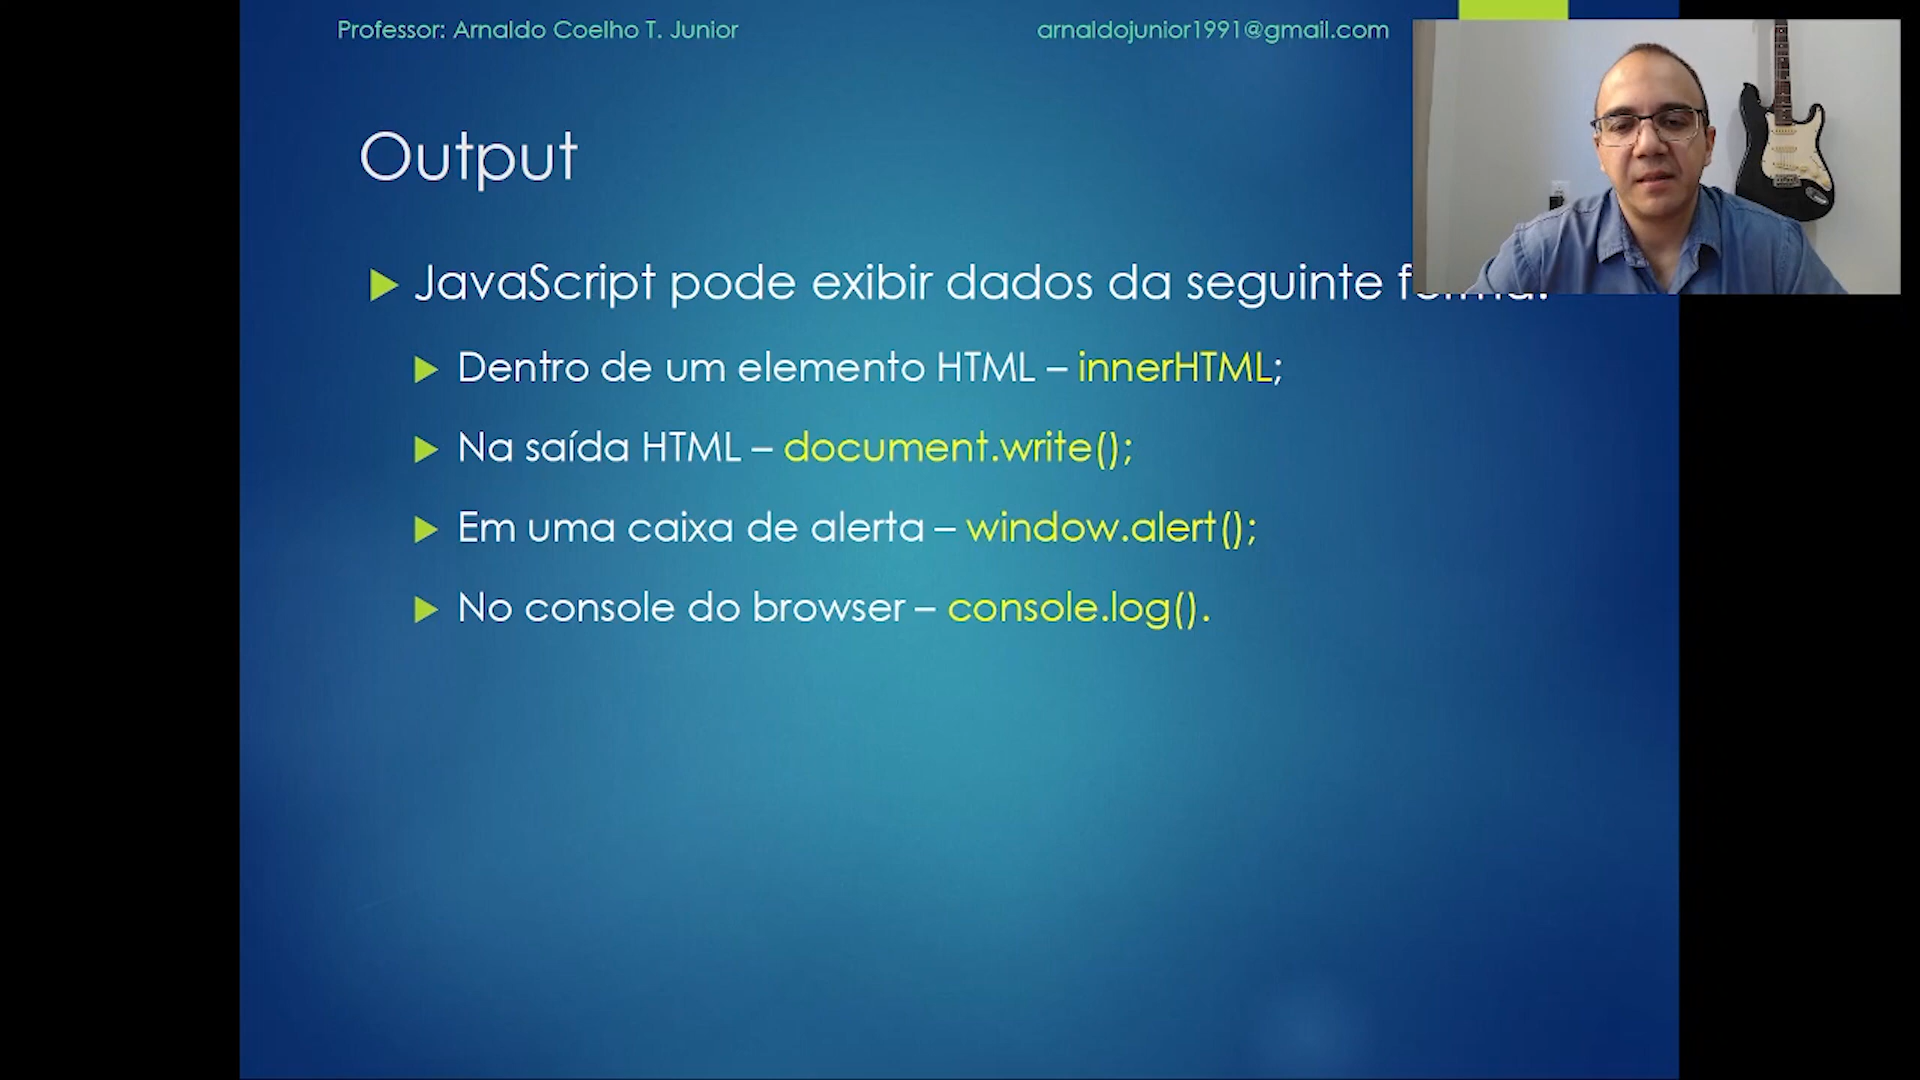 Professor: Arnaldo Coelho T. Junior
arnaldojunior1991@gmail.com
Output
JavaScript pode exibir dados da seguinte
Dentro de um elemento HTML – innerHTML;
Na saída HTML – document.write();
Em uma caixa de alerta – window.alert();
No console do browser – console.log().